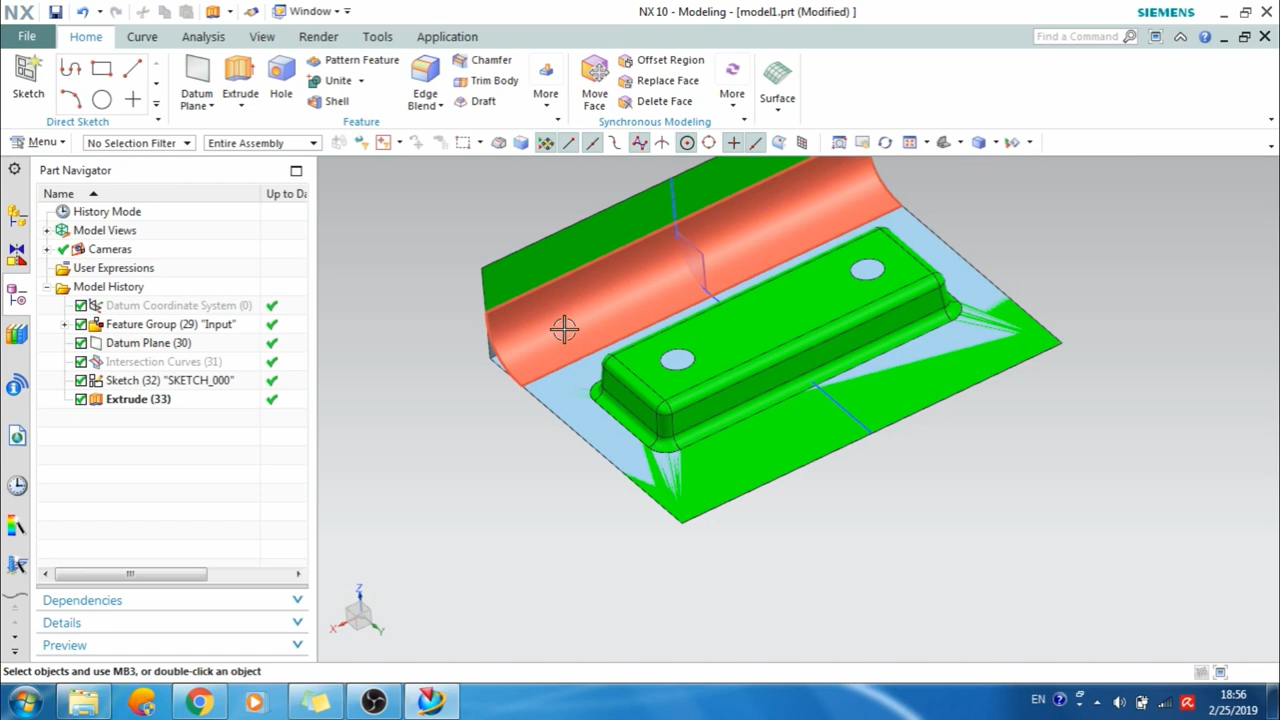 NX
Window
NX 10 - Modeling - [model1.prt (Modified) ]
SIEMENS
File Home Curve Analysis View Render Tools Application
Find a Command
Sketch
Direct Sketch
Datum Plane
Extrude
Hole
Pattern Feature
Unite
Shell
Edge Blend
Chamfer
Trim Body
Draft
More
Feature
Move Face
Offset Region
Replace Face
Delete Face
More
Synchronous Modeling
Surface
Menu
No Selection Filter
Entire Assembly
Part Navigator
Name Up to Da
History Mode
Model Views
Cameras
User Expressions
Model History
Datum Coordinate System (0)
Feature Group (29) "Input"
Datum Plane (30)
Intersection Curves (31)
Sketch (32) "SKETCH_000"
Extrude (33)
Dependencies
Details
Preview
Z
X
Y
Select objects and use MB3, or double-click an object
EN
18:56
2/25/2019